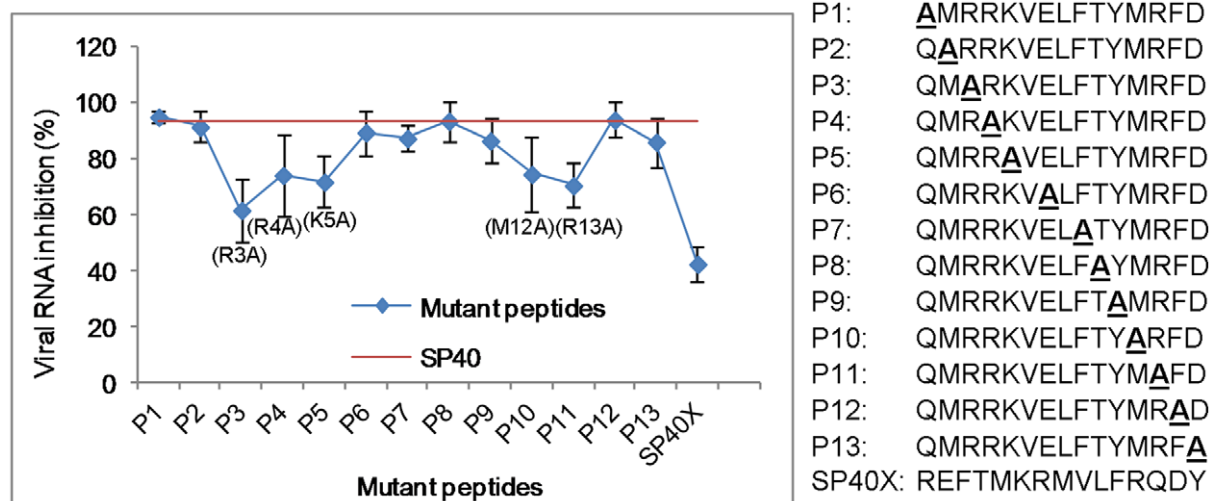 120
100
80
60
40
20
0
Viral RNA inhibition (%)
(R3A)
(R4A)
(K5A)
(M12A)
(R13A)
Mutant peptides
SP40
P1
P2
P3
P4
P5
P6
P7
P8
P9
P10
P11
P12
P13
SP40X
Mutant peptides
P1: AMRRKVELFTYMRFD
P2: QARRKVELFTYMRFD
P3: QMARKVELFTYMRFD
P4: QMRAKVELFTYMRFD
P5: QMRRAVELFTYMRFD
P6: QMRRKVALFTYMRFD
P7: QMRRKVELATYMRFD
P8: QMRRKVELFAYMRFD
P9: QMRRKVELFTAMRFD
P10: QMRRKVELFTYARFD
P11: QMRRKVELFTYMAFD
P12: QMRRKVELFTYMRAD
P13: QMRRKVELFTYMRFA
SP40X: REFTMKRMVLFRQDY